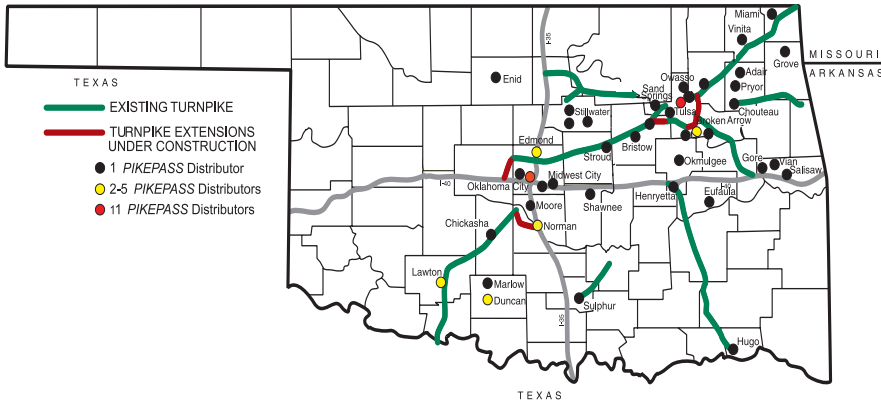 TEXAS
EXISTING TURNPIKE
TURNPIKE EXTENSIONS
UNDER CONSTRUCTION
1 PIKEPASS Distributor
2-5 PIKEPASS Distributors
11 PIKEPASS Distributors
I-35
Miami
Vinita
MISSOURI
Grove
ARKANSAS
Enid
Owasso
Adair
Sand
Springs
Pryor
Stillwater
Tulsa
Chouteau
Broken Arrow
Edmond
Bristow
Stroud
Okmulgee
Gore
Vian
Salisaw
I-40
Oklahoma City
Midwest City
I-40
Henryetta
Eufaula
Shawnee
Moore
Chickasha
Norman
Lawton
Marlow
Duncan
Sulphur
I-35
Hugo
TEXAS